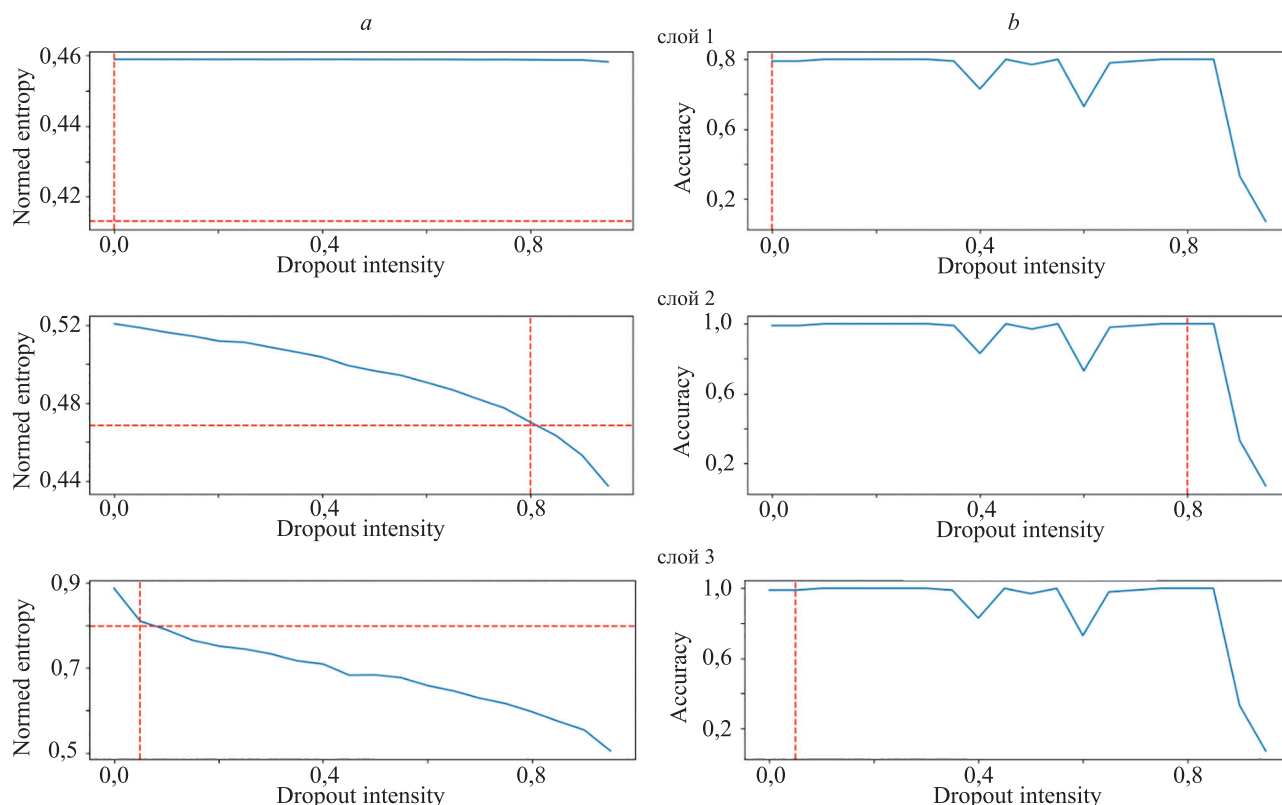 a
b
слой 1
0,46
0,44
0,42
Normed entropy
0,0
0,4
0,8
Dropout intensity
0,8
0,6
0,2
Accuracy
0,0
0,4
0,8
Dropout intensity
слой 2
0,52
0,48
0,44
Normed entropy
0,0
0,4
0,8
Dropout intensity
1,0
0,6
0,2
Accuracy
0,0
0,4
0,8
Dropout intensity
слой 3
0,9
0,7
0,5
Normed entropy
0,0
0,4
0,8
Dropout intensity
1,0
0,6
0,2
Accuracy
0,0
0,4
0,8
Dropout intensity